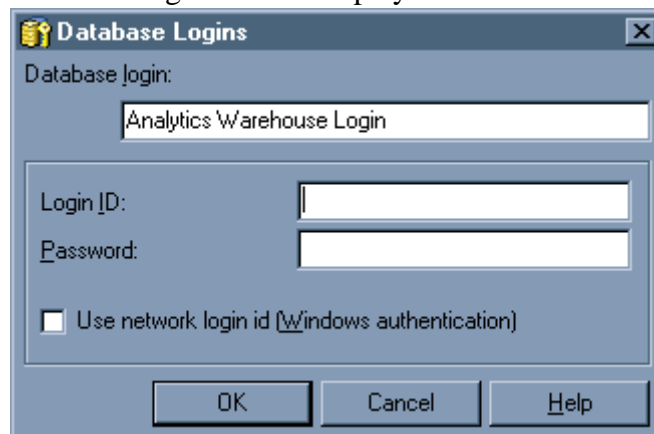 Database Logins
Database login:
Analytics Warehouse Login
Login ID:
Password:
Use network login id (Windows authentication)
OK Cancel Help